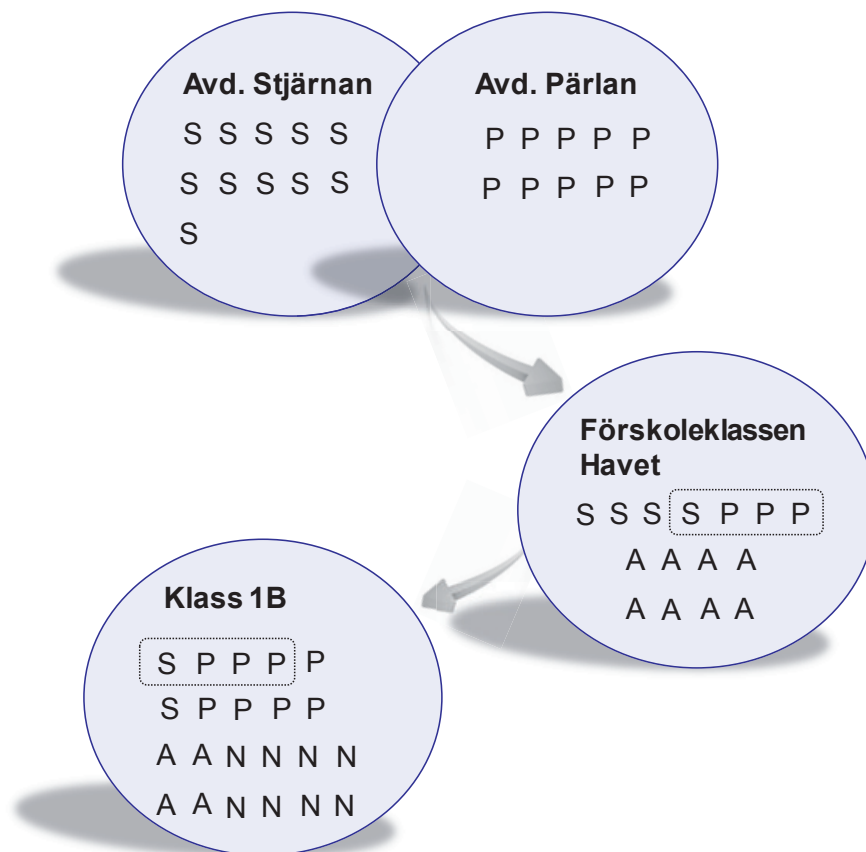 Avd. Stjärnan
S S S S S
S S S S S
S
Avd. Pärlan
P P P P P
P P P P P
Förskoleklassen
Havet
S S S S P P P
A A A A
A A A A
Klass 1B
S P P P P
S P P P P
A A N N N N
A A N N N N